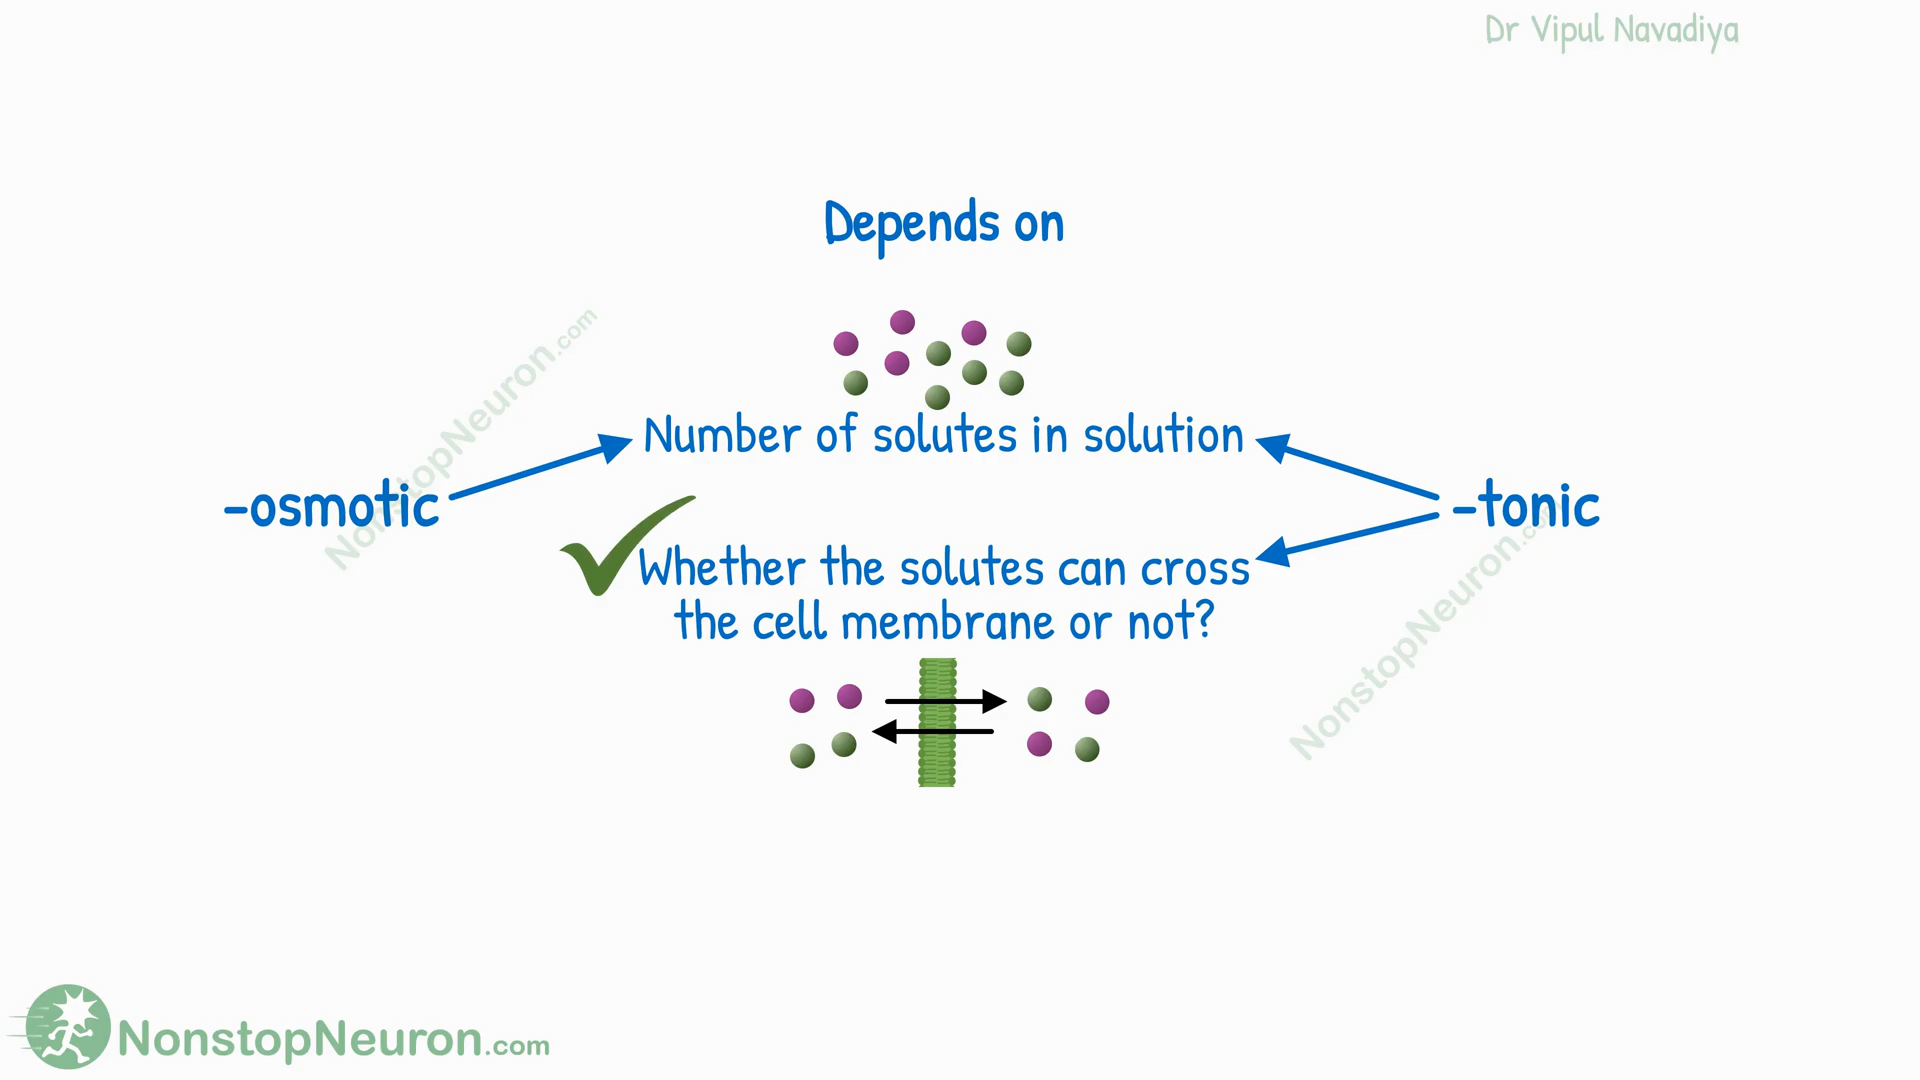 Dr Vipul Navadiya
Depends on
Number of solutes in solution
-osmotic
-tonic
Whether the solutes can cross
the cell membrane or not?
NonstopNeuron.com
NonstopNeuron.com
NonstopNeuron.com